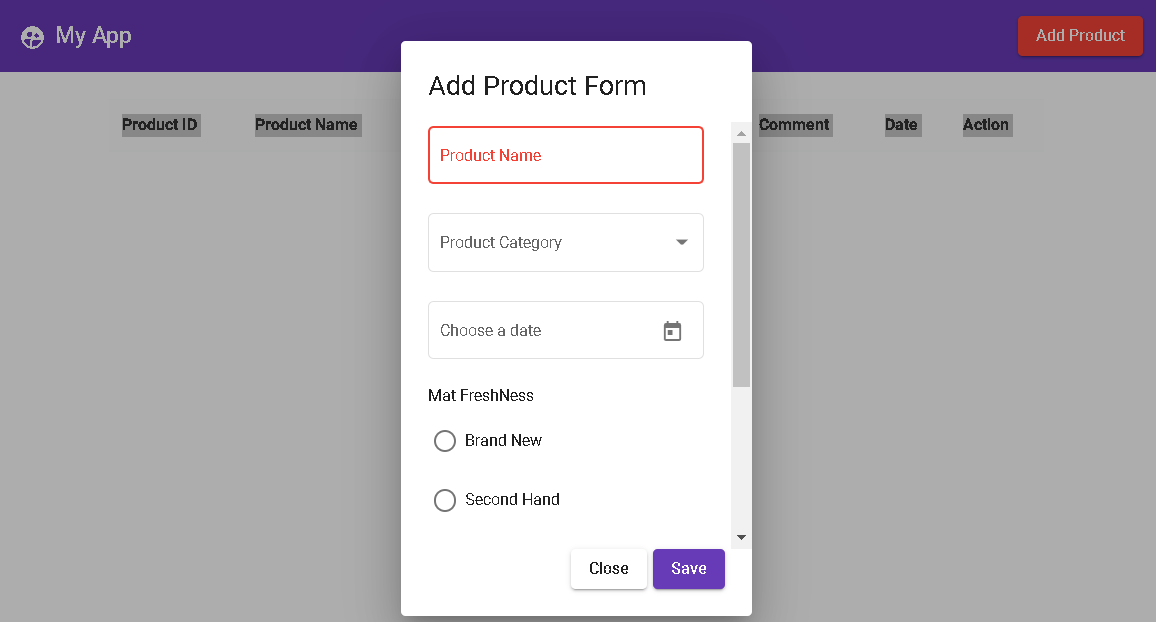 My App
Add Product
Product ID Product Name Comment Date Action
Add Product Form
Product Name
Product Category
Choose a date
Mat FreshNess
Brand New
Second Hand
Close Save